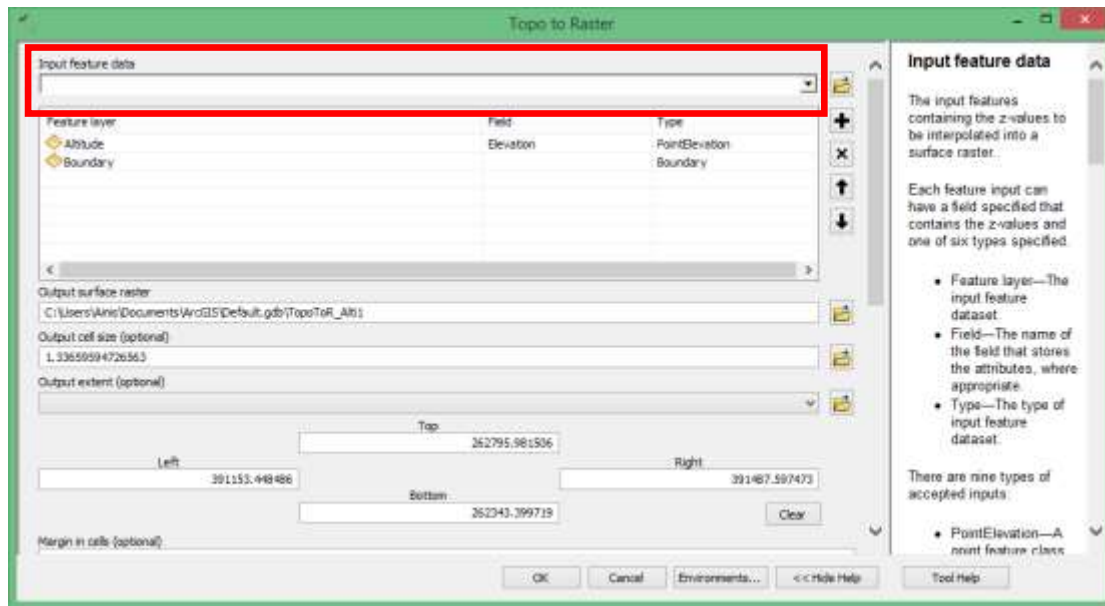 Topo to Raster
Input feature data
Feature layer Field Type
Altitude Elevation PointElevation
Boundary Boundary
Output surface raster
C:\Users\Anis\Documents\ArcGIS\Default.gdb\TopoToR_Alti1
Output cell size (optional)
1.33659594726563
Output extent (optional)
Top
262795.981506
Left Right
391153.448486 391487.597473
Bottom
262343.399719 Clear
Margin in cells (optional)
OK Cancel Environments... << Hide Help Tool Help
Input feature data
The input features
containing the z-values to
be interpolated into a
surface raster.
Each feature input can
have a field specified that
contains the z-values and
one of six types specified.
• Feature layer—The
input feature
dataset.
• Field—The name of
the field that stores
the attributes, where
appropriate.
• Type—The type of
input feature
dataset.
There are nine types of
accepted inputs:
• PointElevation—A
point feature class